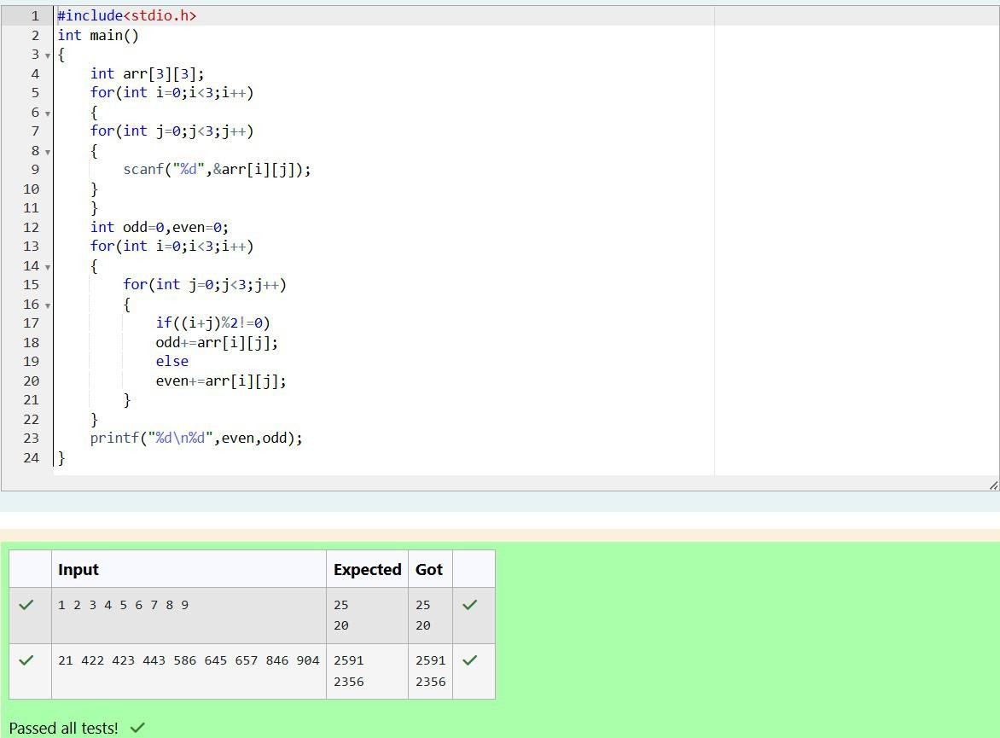 1 #include<stdio.h>
2 int main()
3 {
4 int arr[3][3];
5 for(int i=0;i<3;i++)
6 {
7 for(int j=0;j<3;j++)
8 {
9 scanf("%d",&arr[i][j]);
10 }
11 }
12 int odd=0,even=0;
13 for(int i=0;i<3;i++)
14 {
15 for(int j=0;j<3;j++)
16 {
17 if((i+j)%2!=0)
18 odd+=arr[i][j];
19 else
20 even+=arr[i][j];
21 }
22 }
23 printf("%d\n%d",even,odd);
24 }
Input Expected Got
1 2 3 4 5 6 7 8 9 25 25
20 20
21 422 423 443 586 645 657 846 904 2591 2591
2356 2356
Passed all tests!